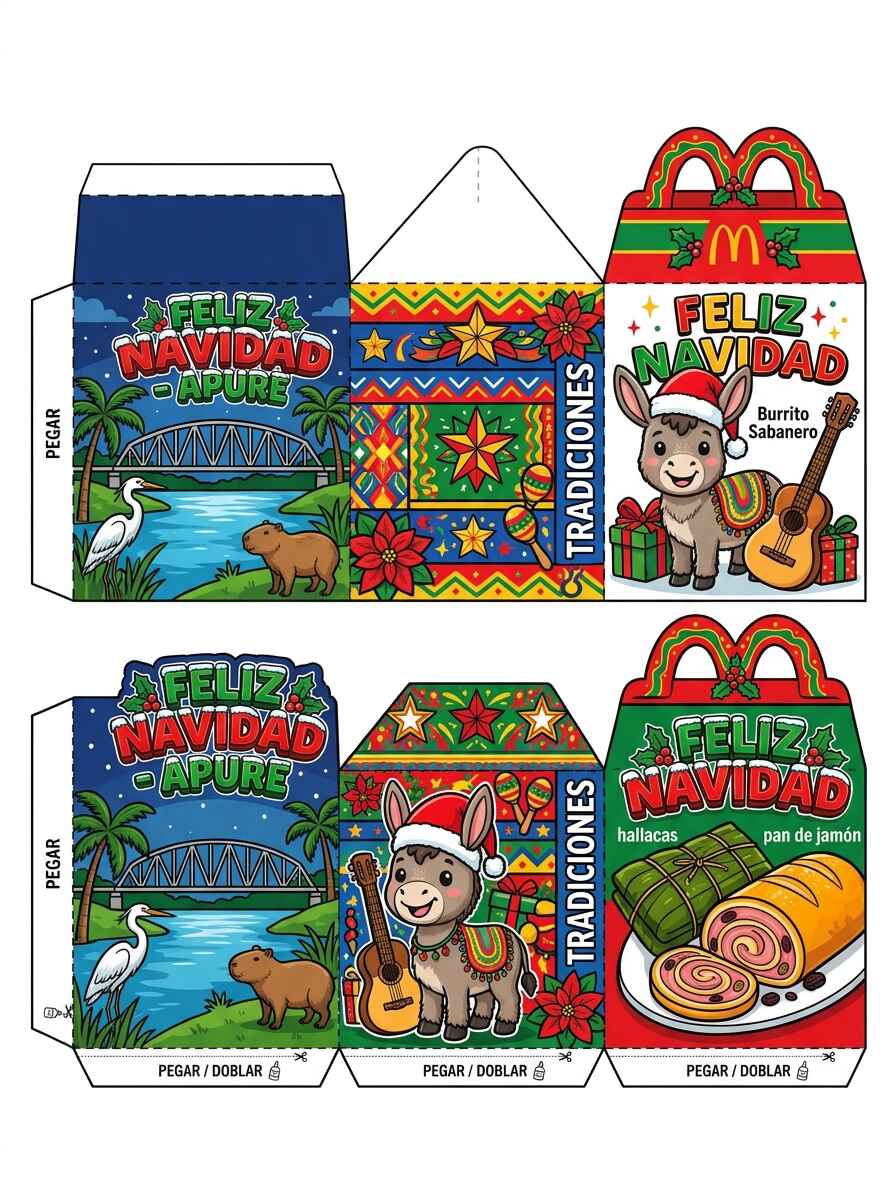 FELIZ
NAVIDAD
- APURE
PEGAR
TRADICIONES
M
FELIZ
NAVIDAD
Burrito
Sabanero
FELIZ
NAVIDAD
- APURE
PEGAR
TRADICIONES
FELIZ
NAVIDAD
hallacas
pan de jamón
PEGAR / DOBLAR
PEGAR / DOBLAR
PEGAR / DOBLAR